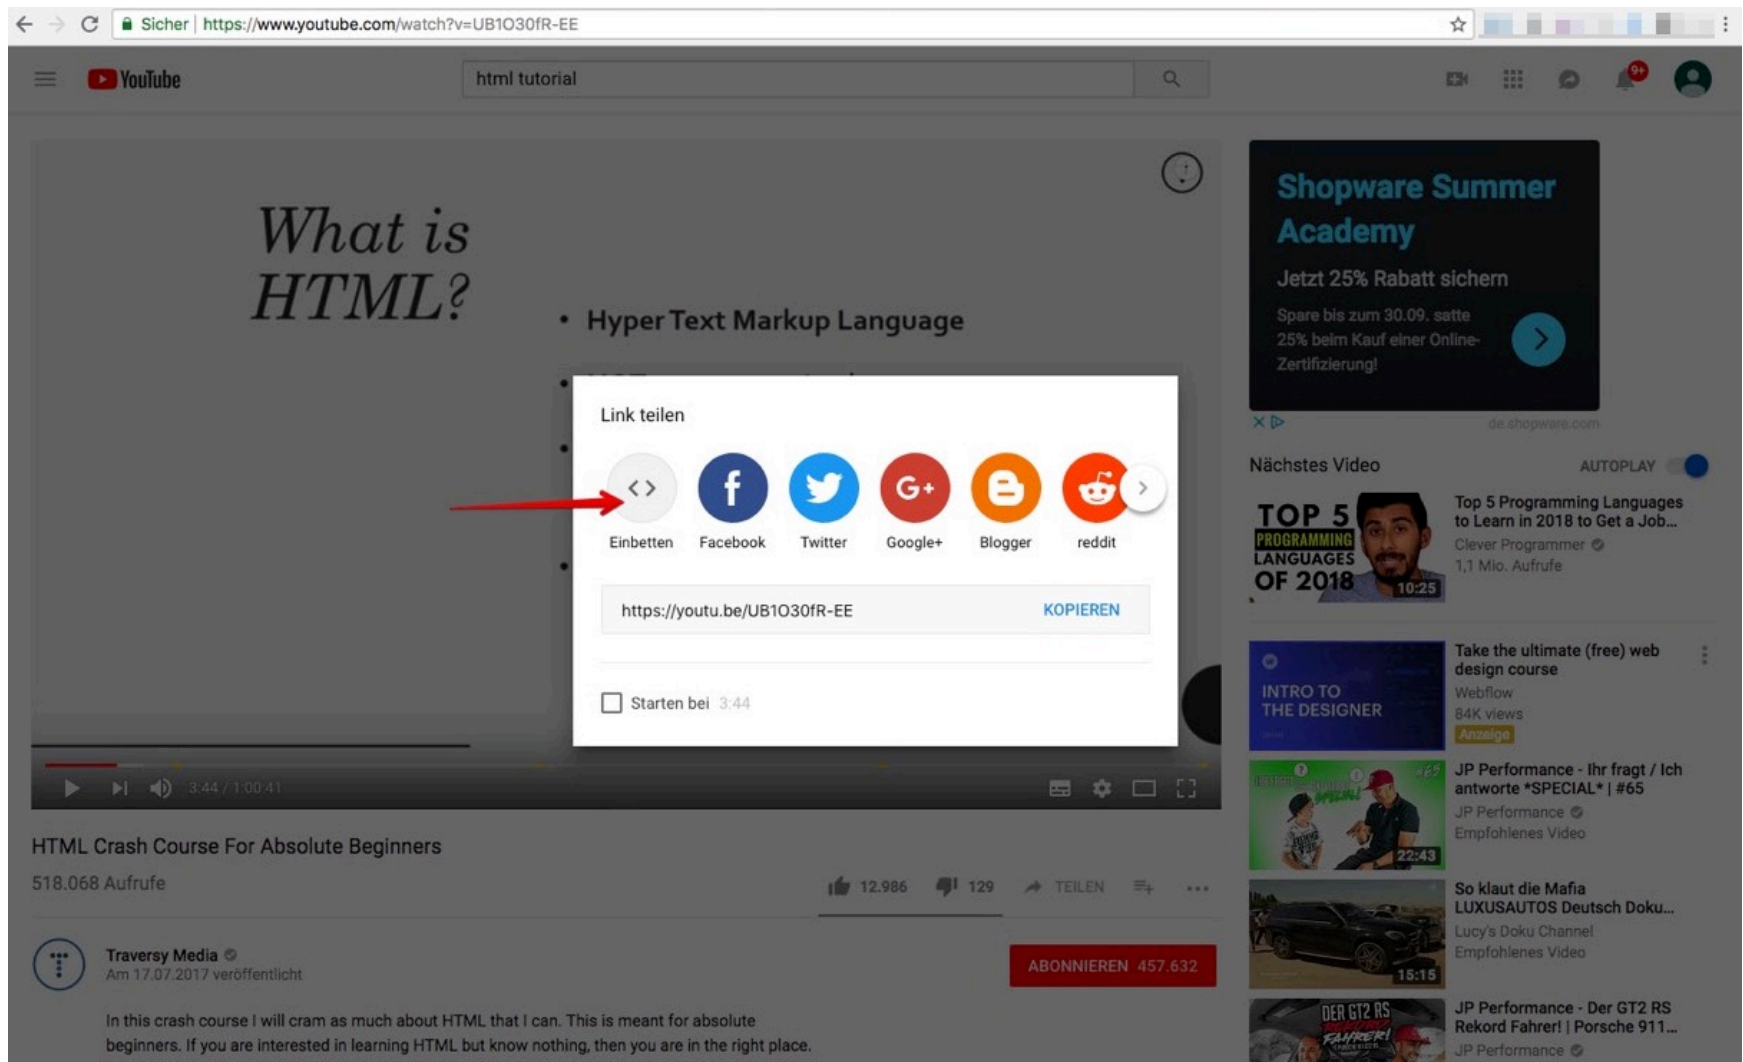 Sicher | https://www.youtube.com/watch?v=UB1O30fR-EE
YouTube
html tutorial
9+
What is
HTML?
• Hyper Text Markup Language
Link teilen
Einbetten
Facebook
Twitter
G+
Google+
Blogger
reddit
https://youtu.be/UB1O30fR-EE
KOPIEREN
Starten bei 3:44
3:44 / 1:00:41
HTML Crash Course For Absolute Beginners
518.068 Aufrufe
12.986
129
TEILEN
Traversy Media
Am 17.07.2017 veröffentlicht
ABONNIEREN 457.632
In this crash course I will cram as much about HTML that I can. This is meant for absolute
beginners. If you are interested in learning HTML but know nothing, then you are in the right place.
Shopware Summer
Academy
Jetzt 25% Rabatt sichern
Spare bis zum 30.09. satte
25% beim Kauf einer Online-
Zertifizierung!
de.shopware.com
Nächstes Video
AUTOPLAY
TOP 5
PROGRAMMING
LANGUAGES
OF 2018
10:25
Top 5 Programming Languages
to Learn in 2018 to Get a Job...
Clever Programmer
1,1 Mio. Aufrufe
INTRO TO
THE DESIGNER
Take the ultimate (free) web
design course
Webflow
84K views
Anzeige
#65
SPECIAL!
22:43
JP Performance - Ihr fragt / Ich
antworte *SPECIAL* | #65
JP Performance
Empfohlenes Video
15:15
So klaut die Mafia
LUXUSAUTOS Deutsch Doku...
Lucy's Doku Channel
Empfohlenes Video
DER GT2 RS
REKORD
FAHRER!
JP Performance - Der GT2 RS
Rekord Fahrer! | Porsche 911...
JP Performance